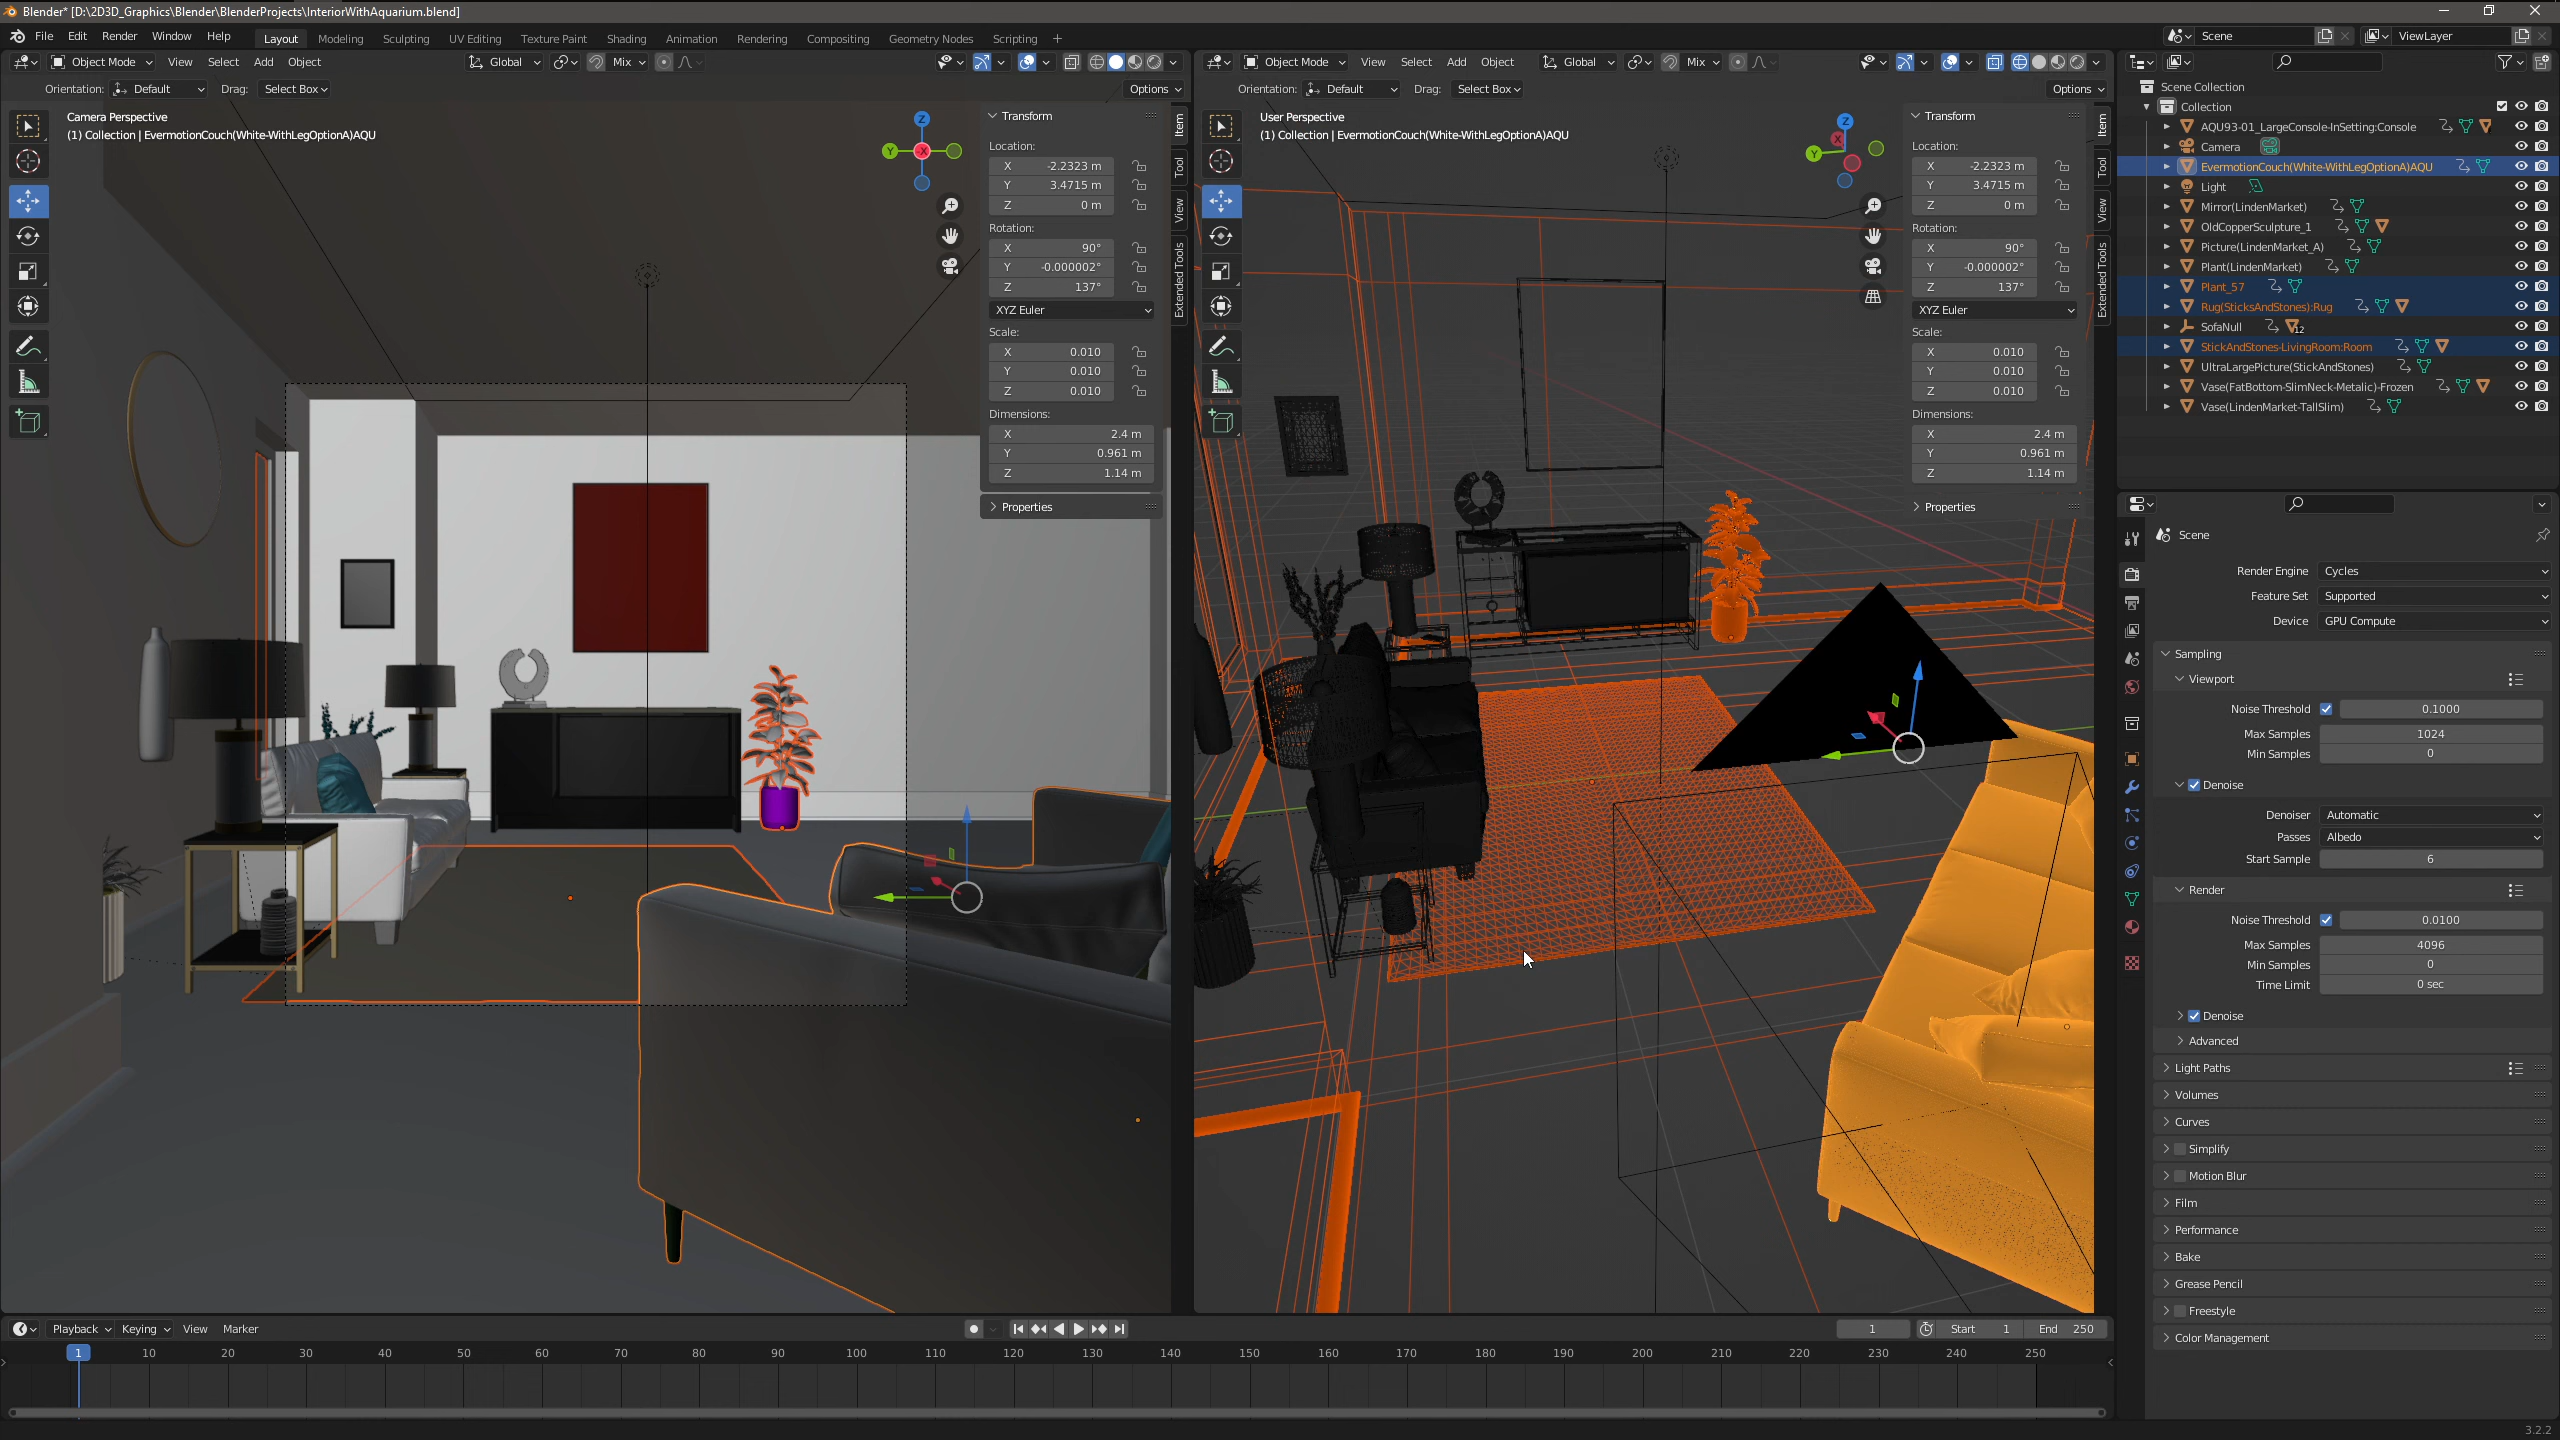 Blender* [D:\2D3D_Graphics\Blender\BlenderProjects\InteriorWithAquarium.blend]
File Edit Render Window Help Layout Modeling Sculpting UV Editing Texture Paint Shading Animation Rendering Compositing Geometry Nodes Scripting + Scene ViewLayer
Object Mode View Select Add Object Global Mix
Orientation: Default Drag: Select Box Options
Camera Perspective
(1) Collection | EvermotionCouch(White-WithLegOptionA)AQU
Z
Y
X
Transform
Location:
X -2.2323 m
Y 3.4715 m
Z 0 m
Rotation:
X 90°
Y -0.000002°
Z 137°
XYZ Euler
Scale:
X 0.010
Y 0.010
Z 0.010
Dimensions:
X 2.4 m
Y 0.961 m
Z 1.14 m
Properties
Item
Tool
View
Extended Tools
Object Mode View Select Add Object Global Mix
Orientation: Default Drag: Select Box Options
User Perspective
(1) Collection | EvermotionCouch(White-WithLegOptionA)AQU
Z
X
Y
Transform
Location:
X -2.2323 m
Y 3.4715 m
Z 0 m
Rotation:
X 90°
Y -0.000002°
Z 137°
XYZ Euler
Scale:
X 0.010
Y 0.010
Z 0.010
Dimensions:
X 2.4 m
Y 0.961 m
Z 1.14 m
Properties
Item
Tool
View
Extended Tools
Scene Collection
Collection
AQU93-01_LargeConsole-InSetting:Console
Camera
EvermotionCouch(White-WithLegOptionA)AQU
Light
Mirror(LindenMarket)
OldCopperSculpture_1
Picture(LindenMarket_A)
Plant(LindenMarket)
Plant_57
Rug(SticksAndStones):Rug
SofaNull 12
StickAndStones-LivingRoom:Room
UltraLargePicture(StickAndStones)
Vase(FatBottom-SlimNeck-Metalic)-Frozen
Vase(LindenMarket-TallSlim)
Scene
Render Engine Cycles
Feature Set Supported
Device GPU Compute
Sampling
Viewport
Noise Threshold 0.1000
Max Samples 1024
Min Samples 0
Denoise
Denoiser Automatic
Passes Albedo
Start Sample 6
Render
Noise Threshold 0.0100
Max Samples 4096
Min Samples 0
Time Limit 0 sec
Denoise
Advanced
Light Paths
Volumes
Curves
Simplify
Motion Blur
Film
Performance
Bake
Grease Pencil
Freestyle
Color Management
Playback Keying View Marker 1 Start 1 End 250
1 10 20 30 40 50 60 70 80 90 100 110 120 130 140 150 160 170 180 190 200 210 220 230 240 250
3.2.2